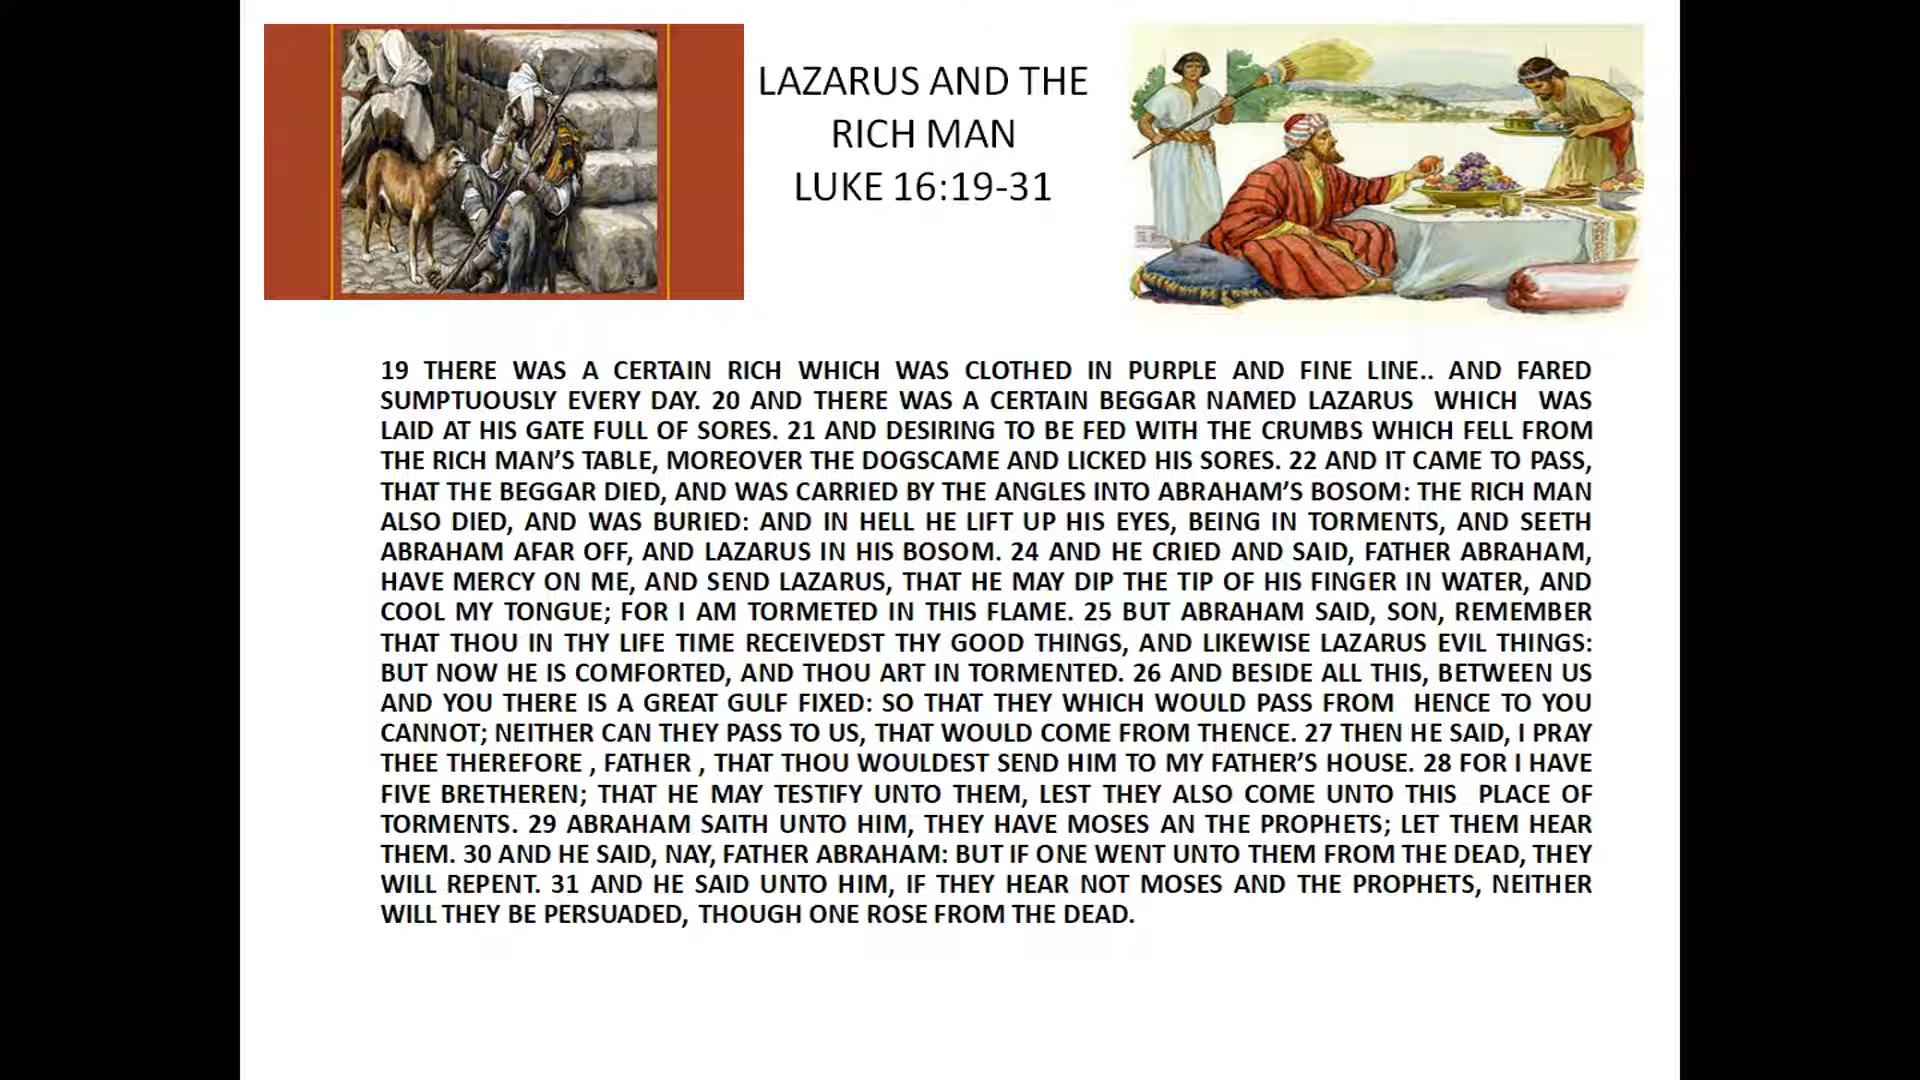 LAZARUS AND THE
RICH MAN
LUKE 16:19-31
19 THERE WAS A CERTAIN RICH WHICH WAS CLOTHED IN PURPLE AND FINE LINE.. AND FARED
SUMPTUOUSLY EVERY DAY. 20 AND THERE WAS A CERTAIN BEGGAR NAMED LAZARUS WHICH WAS
LAID AT HIS GATE FULL OF SORES. 21 AND DESIRING TO BE FED WITH THE CRUMBS WHICH FELL FROM
THE RICH MAN’S TABLE, MOREOVER THE DOGSCAME AND LICKED HIS SORES. 22 AND IT CAME TO PASS,
THAT THE BEGGAR DIED, AND WAS CARRIED BY THE ANGLES INTO ABRAHAM’S BOSOM: THE RICH MAN
ALSO DIED, AND WAS BURIED: AND IN HELL HE LIFT UP HIS EYES, BEING IN TORMENTS, AND SEETH
ABRAHAM AFAR OFF, AND LAZARUS IN HIS BOSOM. 24 AND HE CRIED AND SAID, FATHER ABRAHAM,
HAVE MERCY ON ME, AND SEND LAZARUS, THAT HE MAY DIP THE TIP OF HIS FINGER IN WATER, AND
COOL MY TONGUE; FOR I AM TORMETED IN THIS FLAME. 25 BUT ABRAHAM SAID, SON, REMEMBER
THAT THOU IN THY LIFE TIME RECEIVEDST THY GOOD THINGS, AND LIKEWISE LAZARUS EVIL THINGS:
BUT NOW HE IS COMFORTED, AND THOU ART IN TORMENTED. 26 AND BESIDE ALL THIS, BETWEEN US
AND YOU THERE IS A GREAT GULF FIXED: SO THAT THEY WHICH WOULD PASS FROM HENCE TO YOU
CANNOT; NEITHER CAN THEY PASS TO US, THAT WOULD COME FROM THENCE. 27 THEN HE SAID, I PRAY
THEE THEREFORE , FATHER , THAT THOU WOULDEST SEND HIM TO MY FATHER’S HOUSE. 28 FOR I HAVE
FIVE BRETHEREN; THAT HE MAY TESTIFY UNTO THEM, LEST THEY ALSO COME UNTO THIS PLACE OF
TORMENTS. 29 ABRAHAM SAITH UNTO HIM, THEY HAVE MOSES AN THE PROPHETS; LET THEM HEAR
THEM. 30 AND HE SAID, NAY, FATHER ABRAHAM: BUT IF ONE WENT UNTO THEM FROM THE DEAD, THEY
WILL REPENT. 31 AND HE SAID UNTO HIM, IF THEY HEAR NOT MOSES AND THE PROPHETS, NEITHER
WILL THEY BE PERSUADED, THOUGH ONE ROSE FROM THE DEAD.